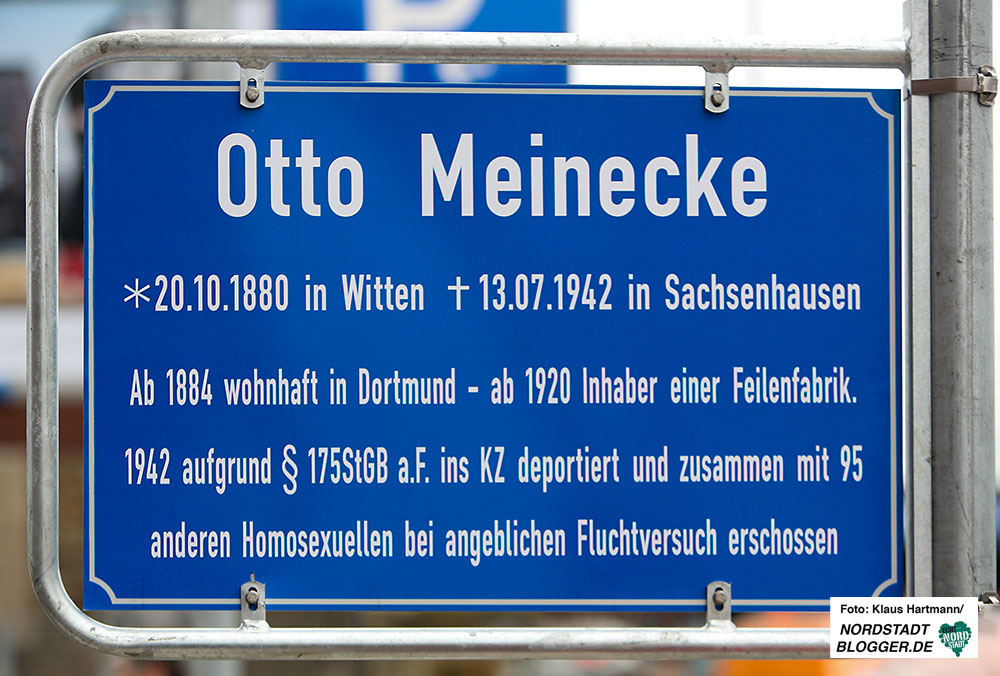 Otto Meinecke
*20.10.1880 in Witten †13.07.1942 in Sachsenhausen
Ab 1884 wohnhaft in Dortmund - ab 1920 Inhaber einer Feilenfabrik.
1942 aufgrund § 175StGB a.F. ins KZ deportiert und zusammen mit 95
anderen Homosexuellen bei angeblichen Fluchtversuch erschossen
Foto: Klaus Hartmann/
NORDSTADT
BLOGGER.DE
NORD
STADT